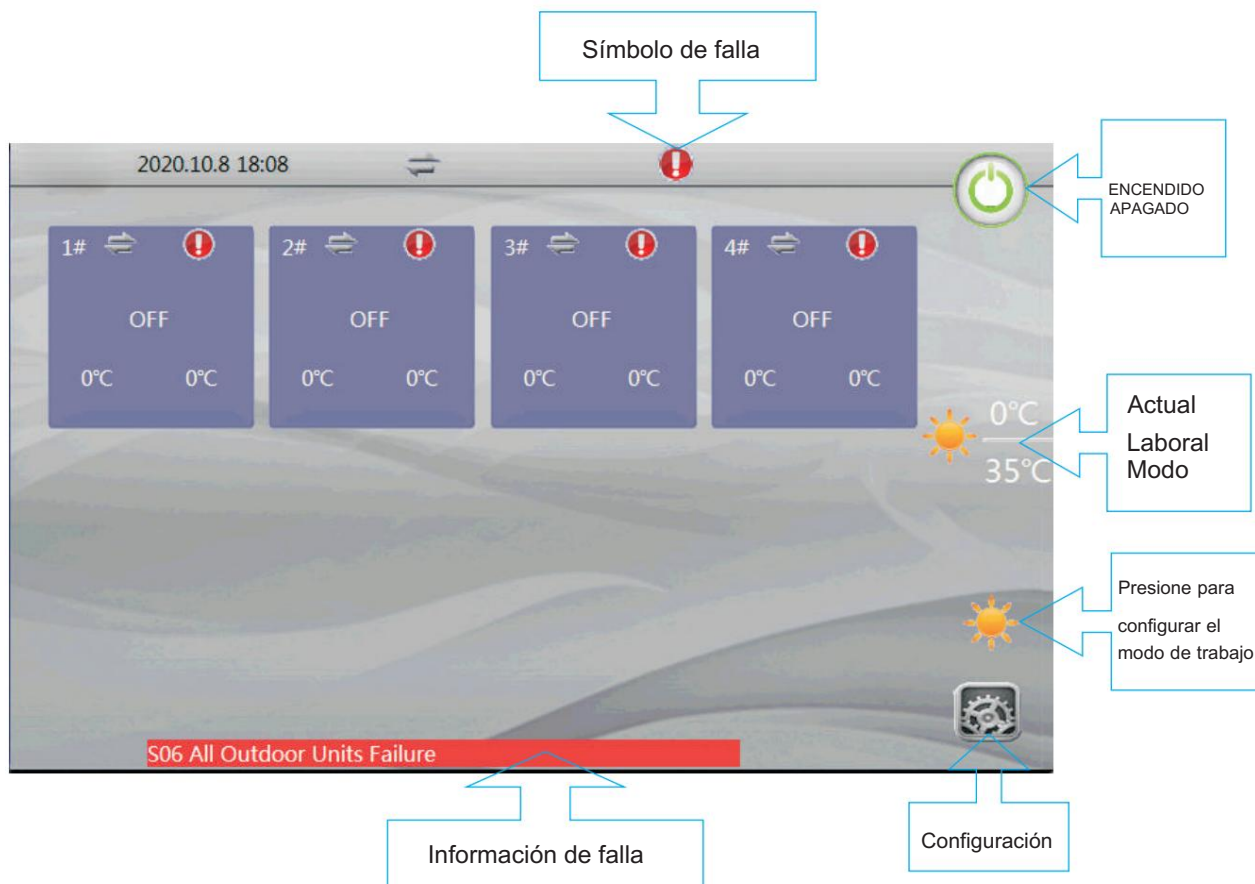 Símbolo de falla
2020.10.8 18:08
ENCENDIDO
APAGADO
1# 2# 3# 4#
OFF OFF OFF OFF
0°C 0°C 0°C 0°C 0°C 0°C 0°C 0°C
0°C
35°C
Actual
Laboral
Modo
Presione para
configurar el
modo de trabajo
S06 All Outdoor Units Failure
Información de falla
Configuración